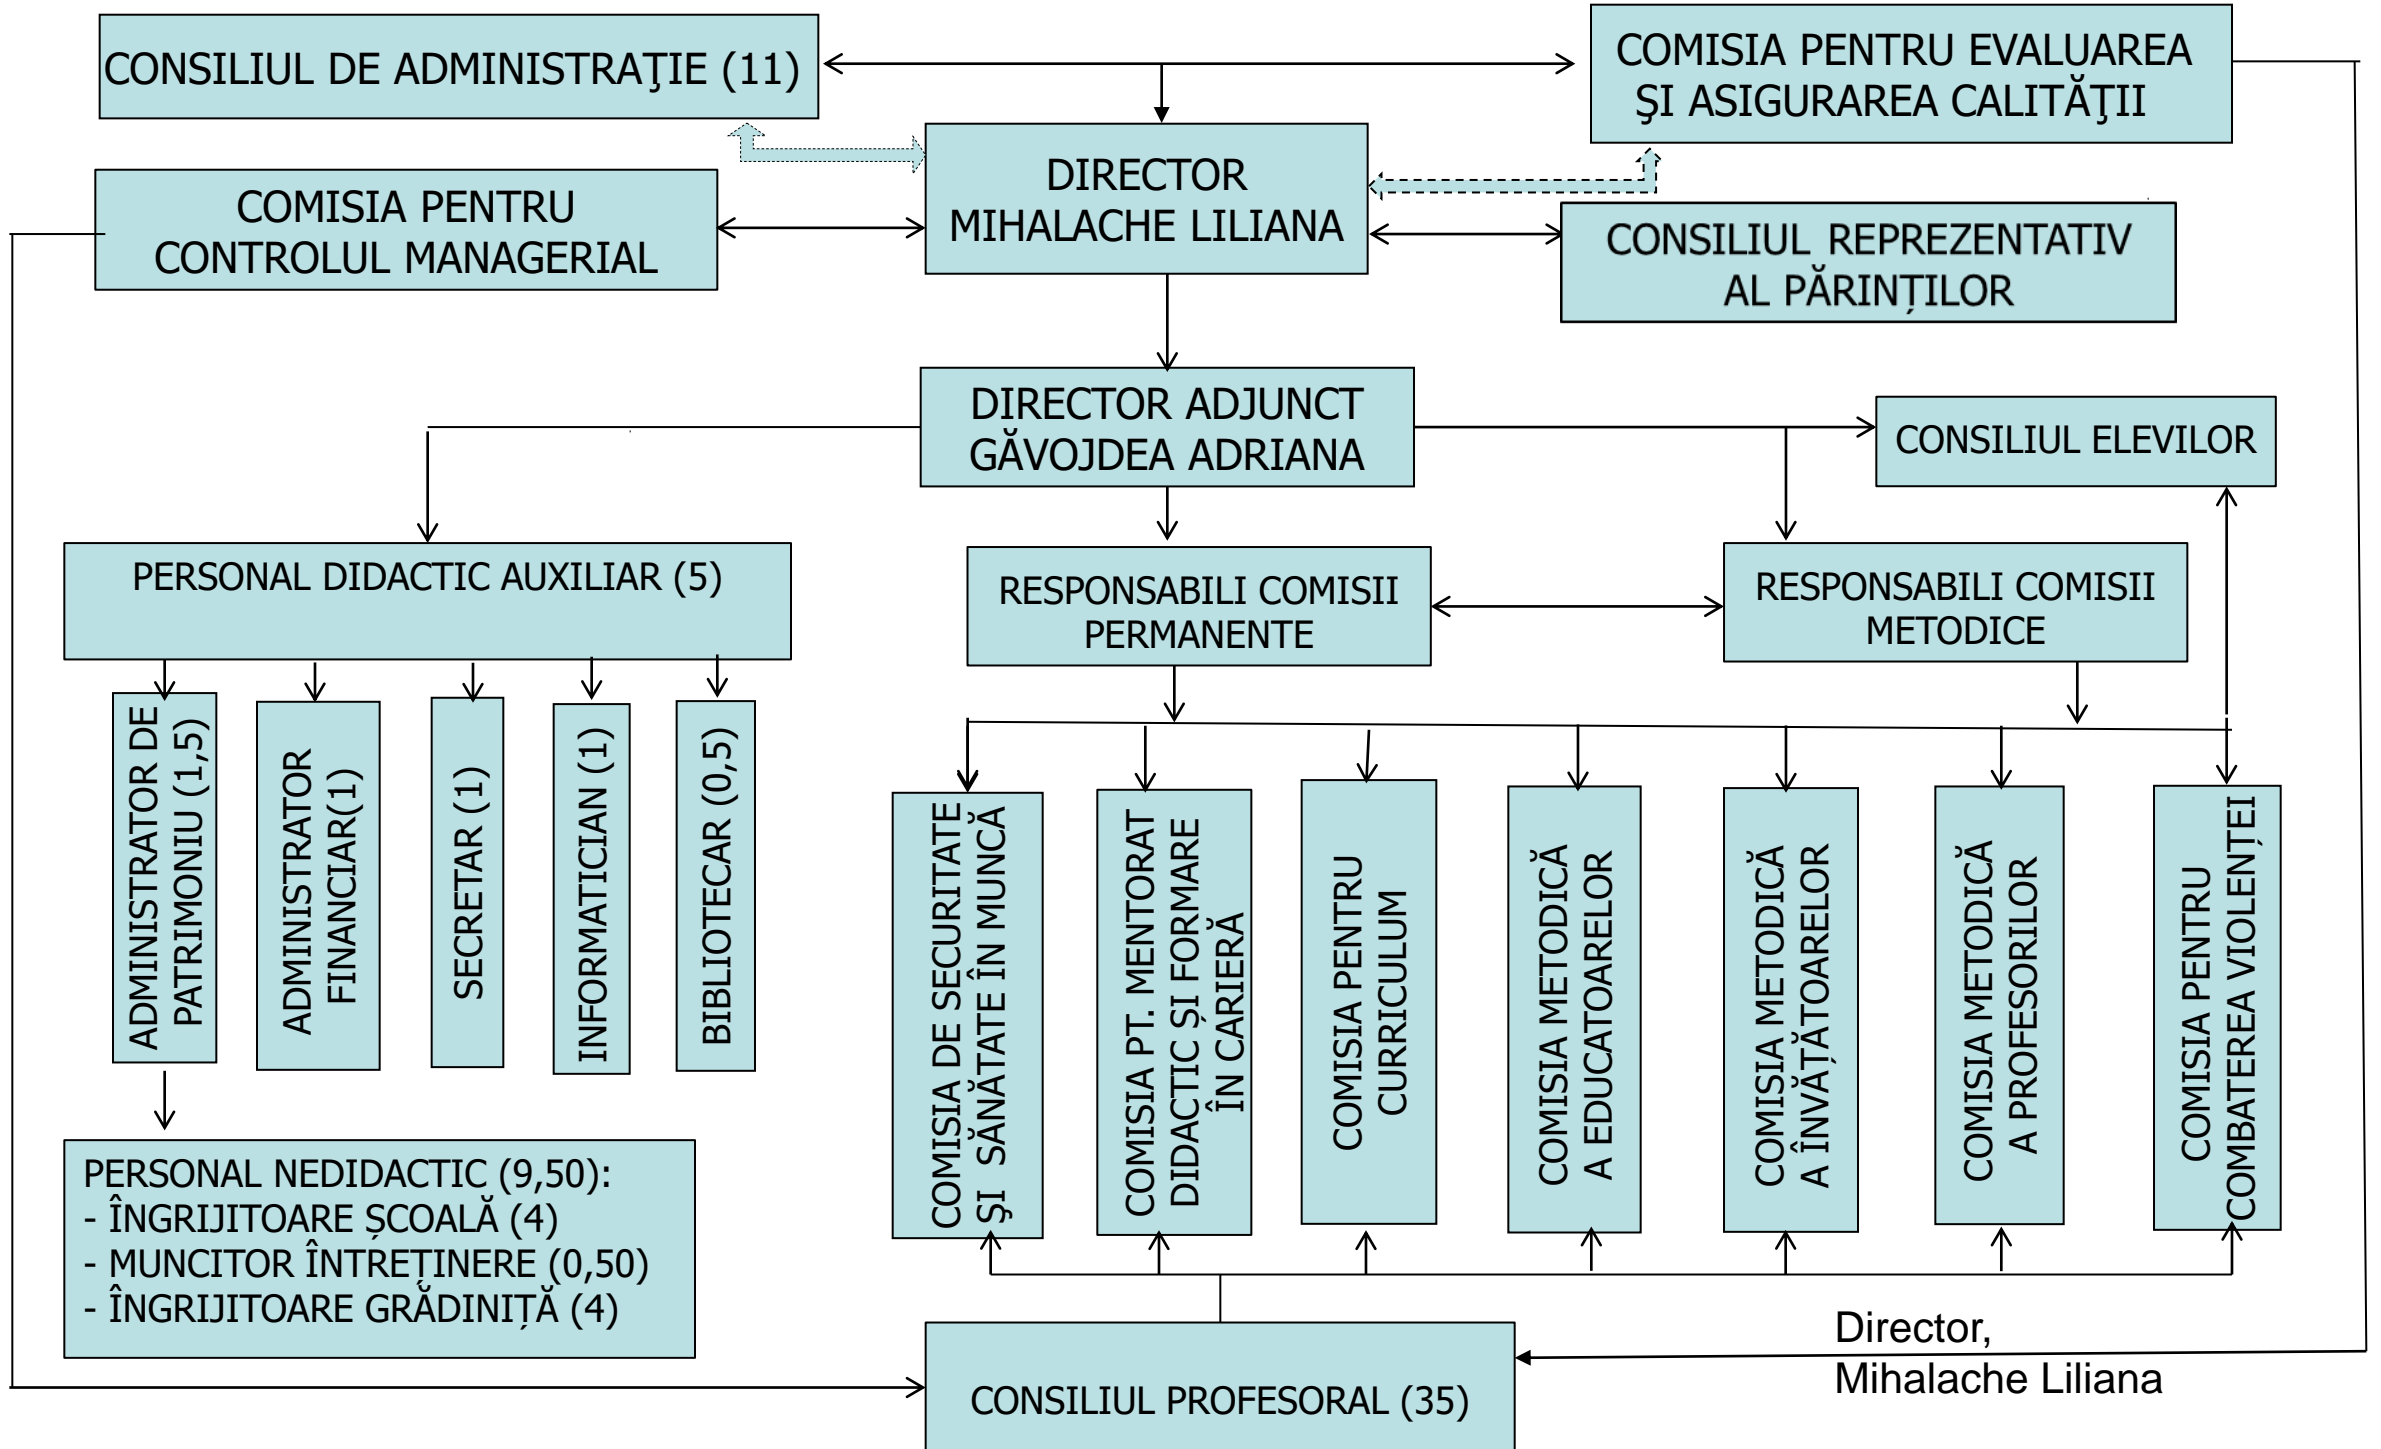 CONSILIUL DE ADMINISTRAŢIE (11)
COMISIA PENTRU EVALUAREA
ŞI ASIGURAREA CALITĂŢII
DIRECTOR
MIHALACHE LILIANA
COMISIA PENTRU
CONTROLUL MANAGERIAL
CONSILIUL REPREZENTATIV
AL PĂRINȚILOR
DIRECTOR ADJUNCT
GĂVOJDEA ADRIANA
CONSILIUL ELEVILOR
PERSONAL DIDACTIC AUXILIAR (5)
RESPONSABILI COMISII
PERMANENTE
RESPONSABILI COMISII
METODICE
ADMINISTRATOR DE
PATRIMONIU (1,5)
ADMINISTRATOR
FINANCIAR(1)
SECRETAR (1)
INFORMATICIAN (1)
BIBLIOTECAR (0,5)
COMISIA DE SECURITATE
ŞI  SĂNĂTATE ÎN MUNCĂ
COMISIA PT. MENTORAT
DIDACTIC ȘI FORMARE
ÎN CARIERĂ
COMISIA PENTRU
CURRICULUM
COMISIA METODICĂ
A EDUCATOARELOR
COMISIA METODICĂ
A ÎNVĂȚĂTOARELOR
COMISIA METODICĂ
A PROFESORILOR
COMISIA PENTRU
COMBATEREA VIOLENȚEI
PERSONAL NEDIDACTIC (9,50):
- ÎNGRIJITOARE ȘCOALĂ (4)
- MUNCITOR ÎNTREȚINERE (0,50)
- ÎNGRIJITOARE GRĂDINIȚĂ (4)
Director,
Mihalache Liliana
CONSILIUL PROFESORAL (35)